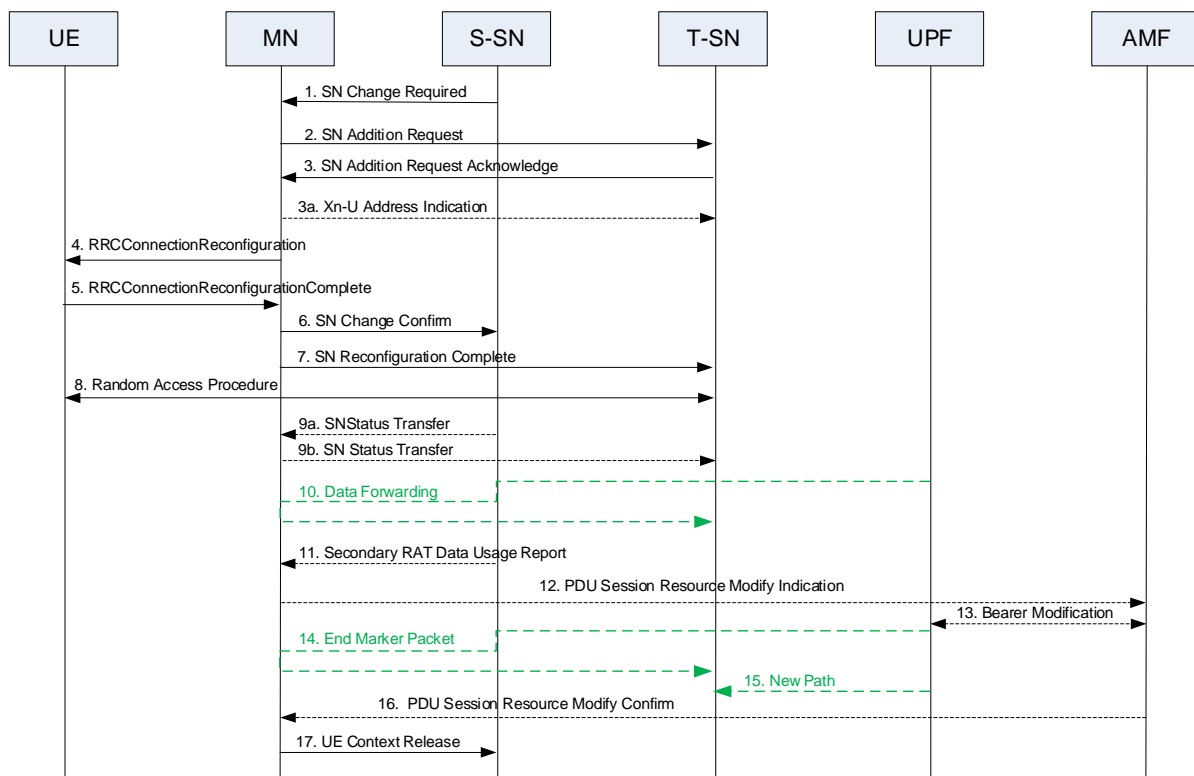 UE
MN
S-SN
T-SN
UPF
AMF
1. SN Change Required
2. SN Addition Request
3. SN Addition Request Acknowledge
3a. Xn-U Address Indication
4. RRCConnectionReconfiguration
5. RRCConnectionReconfigurationComplete
6. SN Change Confirm
7. SN Reconfiguration Complete
8. Random Access Procedure
9a. SNStatus Transfer
9b. SN Status Transfer
10. Data Forwarding
11. Secondary RAT Data Usage Report
12. PDU Session Resource Modify Indication
13. Bearer Modification
14. End Marker Packet
15. New Path
16. PDU Session Resource Modify Confirm
17. UE Context Release